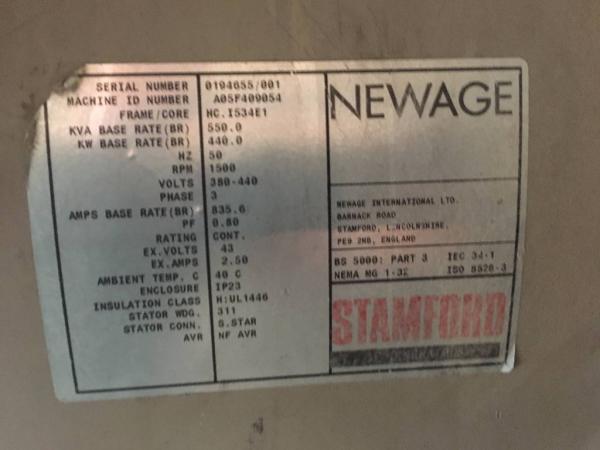 SERIAL NUMBER 0194655/001
MACHINE ID NUMBER A05F409054
FRAME/CORE HC.I534E1
KVA BASE RATE(BR) 550.0
KW BASE RATE(BR) 440.0
HZ 50
RPM 1500
VOLTS 380-440
PHASE 3
AMPS BASE RATE(BR) 835.6
PF 0.80
RATING CONT.
EX.VOLTS 43
EX.AMPS 2.50
AMBIENT TEMP. C 40 C
ENCLOSURE IP23
INSULATION CLASS H:UL1446
STATOR WDG. 311
STATOR CONN. S.STAR
AVR NF AVR
NEWAGE
NEWAGE INTERNATIONAL LTD.
BARNACK ROAD
STAMFORD, LINCOLNSHIRE,
PE9 2NB, ENGLAND
BS 5000: PART 3 IEC 34-1
NEMA MG 1-32 ISO 8528-3
STAMFORD